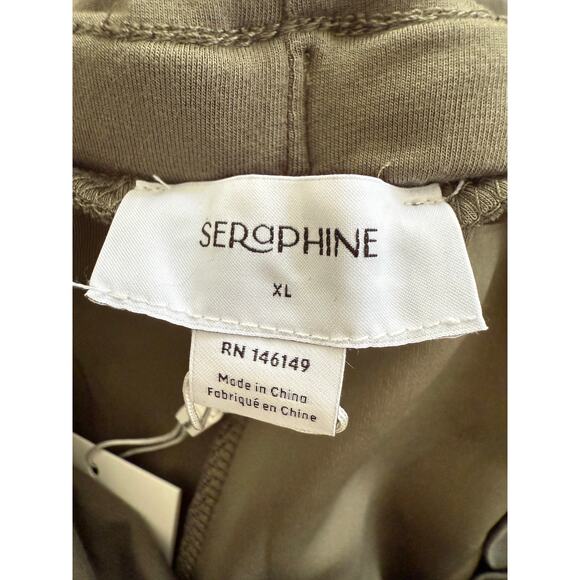 SERaPHINE
XL
RN 146149
Made in China
Fabriqué en Chine